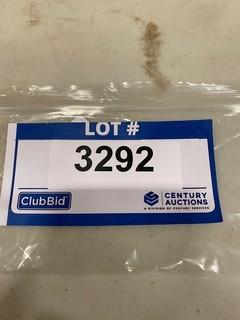 LOT #
3292
ClubBid
CENTURY
AUCTIONS
A DIVISION OF CENTURY SERVICES